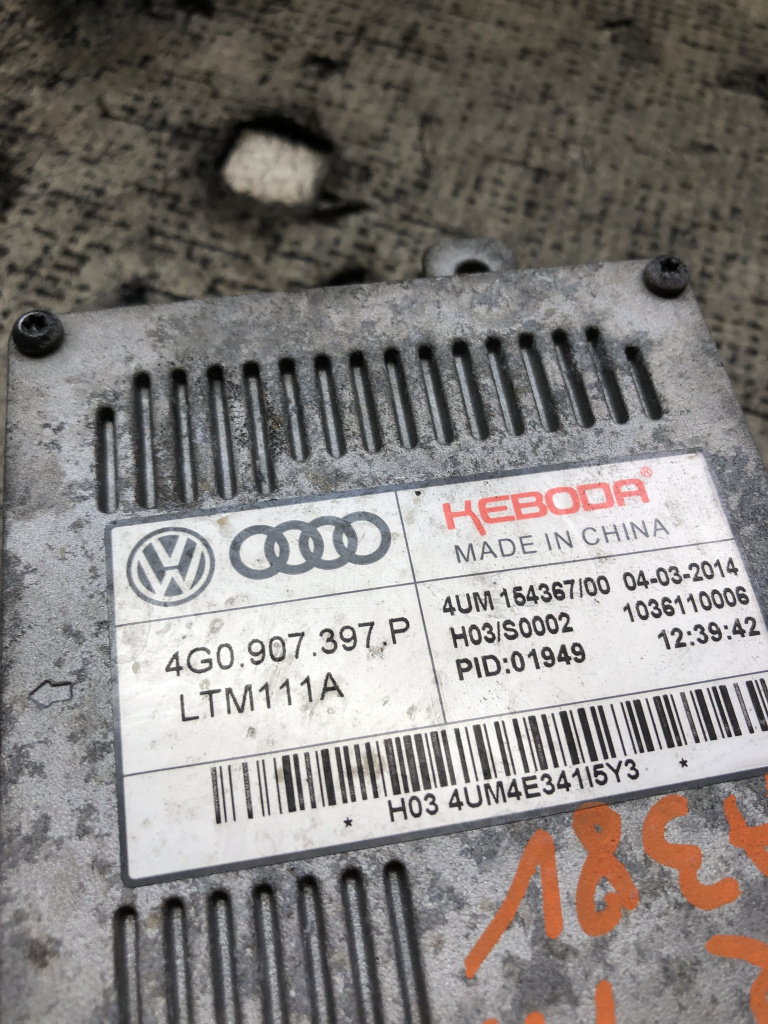 KEBODA®
MADE IN CHINA
4G0.907.397.P
LTM111A
4UM 154367/00 04-03-2014
H03/S0002 1036110006
PID:01949 12:39:42
* H03 4UM4E341I5Y3 *